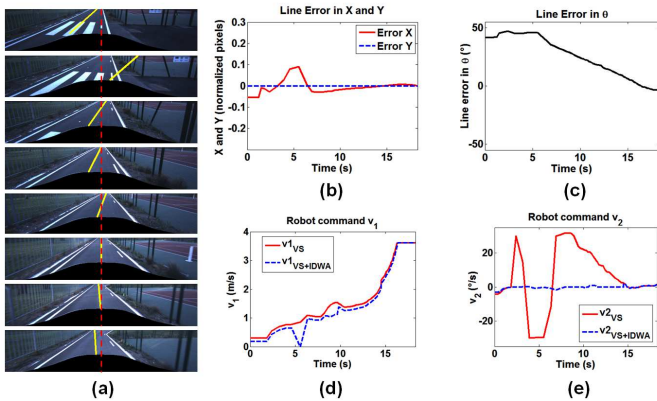 Line Error in X and Y
X and Y (normalized pixels)
0.3
0.2
0.1
0
-0.1
-0.2
Error X
Error Y
0
5
10
15
Time (s)
(b)
Line Error in θ
Line error in θ (°)
50
0
-50
0
5
10
15
Time (s)
(c)
Robot command v1
v1 (m/s)
4
3
2
1
0
v1VS
v1VS+IDWA
0
5
10
15
Time (s)
(d)
Robot command v2
v2 (°/s)
20
0
-20
v2VS
v2VS+IDWA
0
5
10
15
Time (s)
(e)
(a)